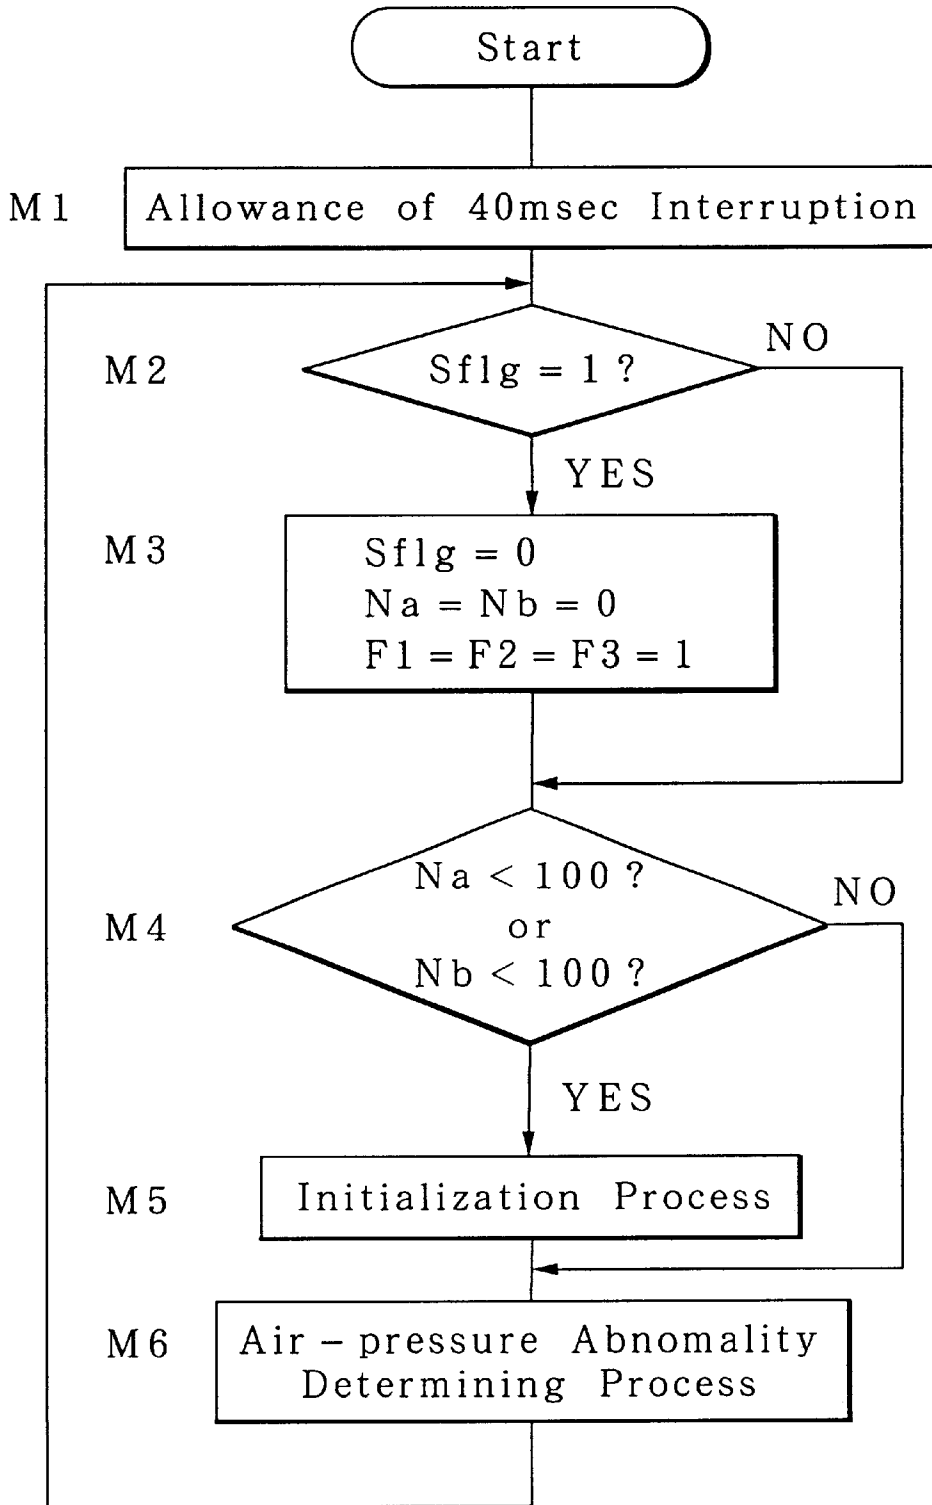 Start
M1 Allowance of 40msec Interruption
M2 Sflg = 1 ? NO
YES
M3 Sflg = 0
Na = Nb = 0
F1 = F2 = F3 = 1
Na < 100 ?
M4 or NO
Nb < 100 ?
YES
M5 Initialization Process
M6 Air-pressure Abnomality
Determining Process